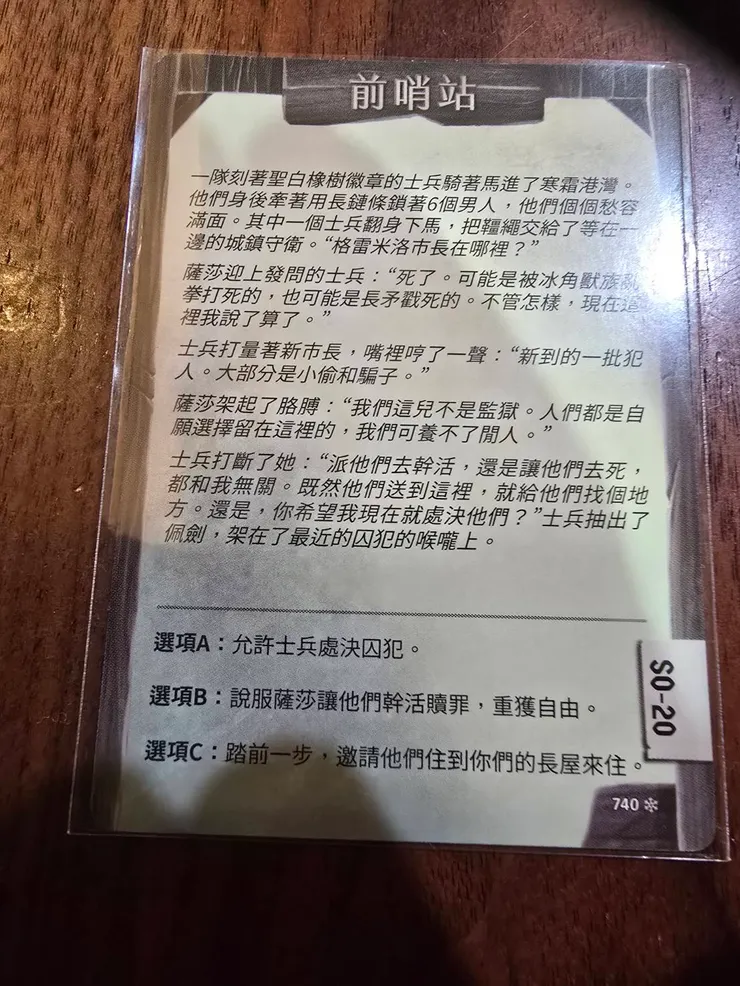 前哨站
一隊刻著聖白橡樹徽章的士兵騎著馬進了寒霜港灣。
他們身後牽著用長鏈條鎖著6個男人，他們個個愁容
滿面。其中一個士兵翻身下馬，把韁繩交給了等在一
邊的城鎮守衛。“格雷米洛市長在哪裡？”
薩莎迎上發問的士兵：“死了。可能是被冰角獸族亂
拳打死的，也可能是長矛戳死的。不管怎樣，現在這
裡我說了算了。”
士兵打量著新市長，嘴裡哼了一聲：“新到的一批犯
人。大部分是小偷和騙子。”
薩莎架起了胳膊：“我們這兒不是監獄。人們都是自
願選擇留在這裡的，我們可養不了閒人。”
士兵打斷了她：“派他們去幹活，還是讓他們去死，
都和我無關。既然他們送到這裡，就給他們找個地
方。還是，你希望我現在就處決他們？”士兵抽出了
佩劍，架在了最近的囚犯的喉嚨上。
選項A：允許士兵處決囚犯。
選項B：說服薩莎讓他們幹活贖罪，重獲自由。
選項C：踏前一步，邀請他們住到你們的長屋來住。
SO-20
740